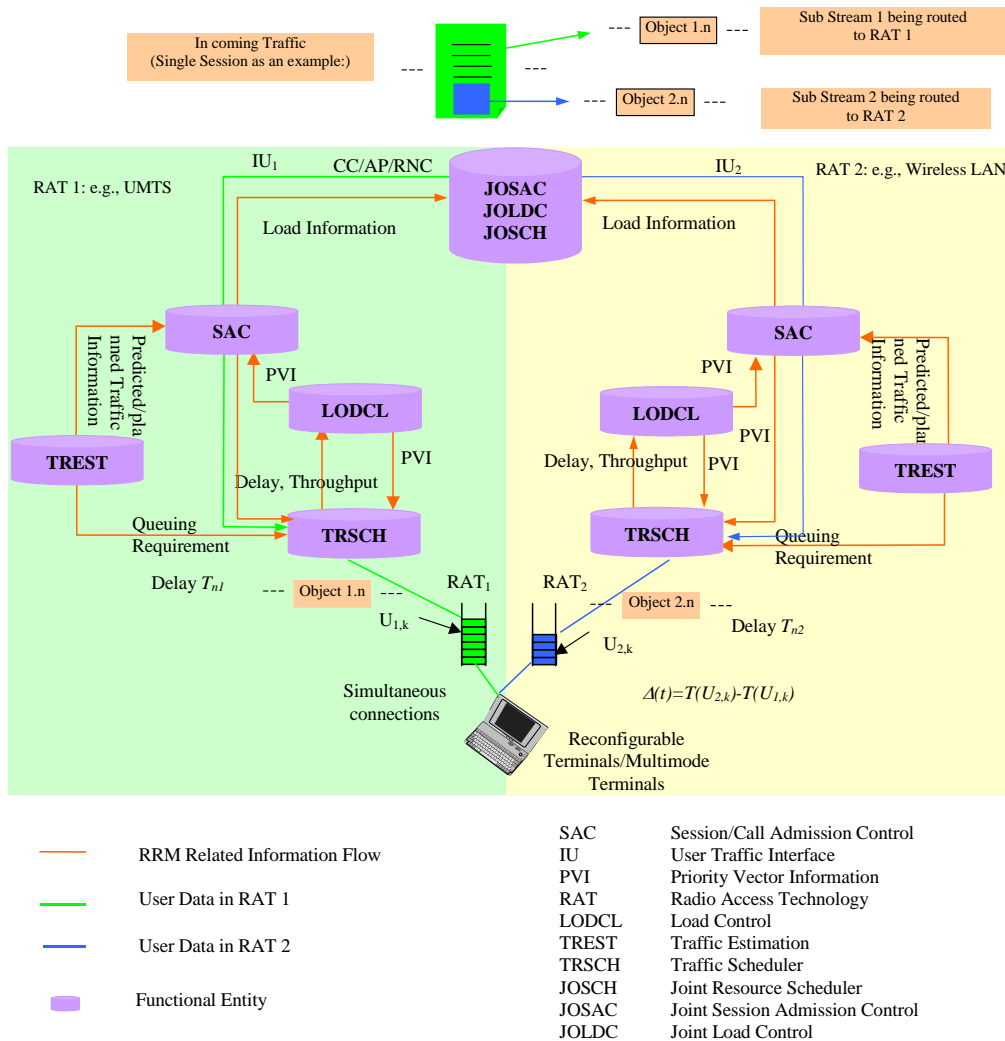 In coming Traffic
(Single Session as an example:)
---
---
---
Object 1.n
---
Sub Stream 1 being routed
to RAT 1
---
Object 2.n
---
Sub Stream 2 being routed
to RAT 2
RAT 1: e.g., UMTS
IU1
CC/AP/RNC
JOSAC
JOLDC
JOSCH
IU2
RAT 2: e.g., Wireless LAN
Load Information
Load Information
SAC
SAC
Predicted/pla
nned Traffic
Information
PVI
LODCL
PVI
TREST
Delay, Throughput
TRSCH
Queuing
Requirement
PVI
LODCL
PVI
PVI
Predicted/plan
ned Traffic
Information
TREST
Delay, Throughput
TRSCH
Queuing
Requirement
Delay Tn1
---
Object 1.n
---
RAT1
RAT2
---
Object 2.n
---
Delay Tn2
U1,k
U2,k
Simultaneous
connections
Δ(t)=T(U2,k)-T(U1,k)
Reconfigurable
Terminals/Multimode
Terminals
RRM Related Information Flow
User Data in RAT 1
User Data in RAT 2
Functional Entity
SAC Session/Call Admission Control
IU User Traffic Interface
PVI Priority Vector Information
RAT Radio Access Technology
LODCL Load Control
TREST Traffic Estimation
TRSCH Traffic Scheduler
JOSCH Joint Resource Scheduler
JOSAC Joint Session Admission Control
JOLDC Joint Load Control